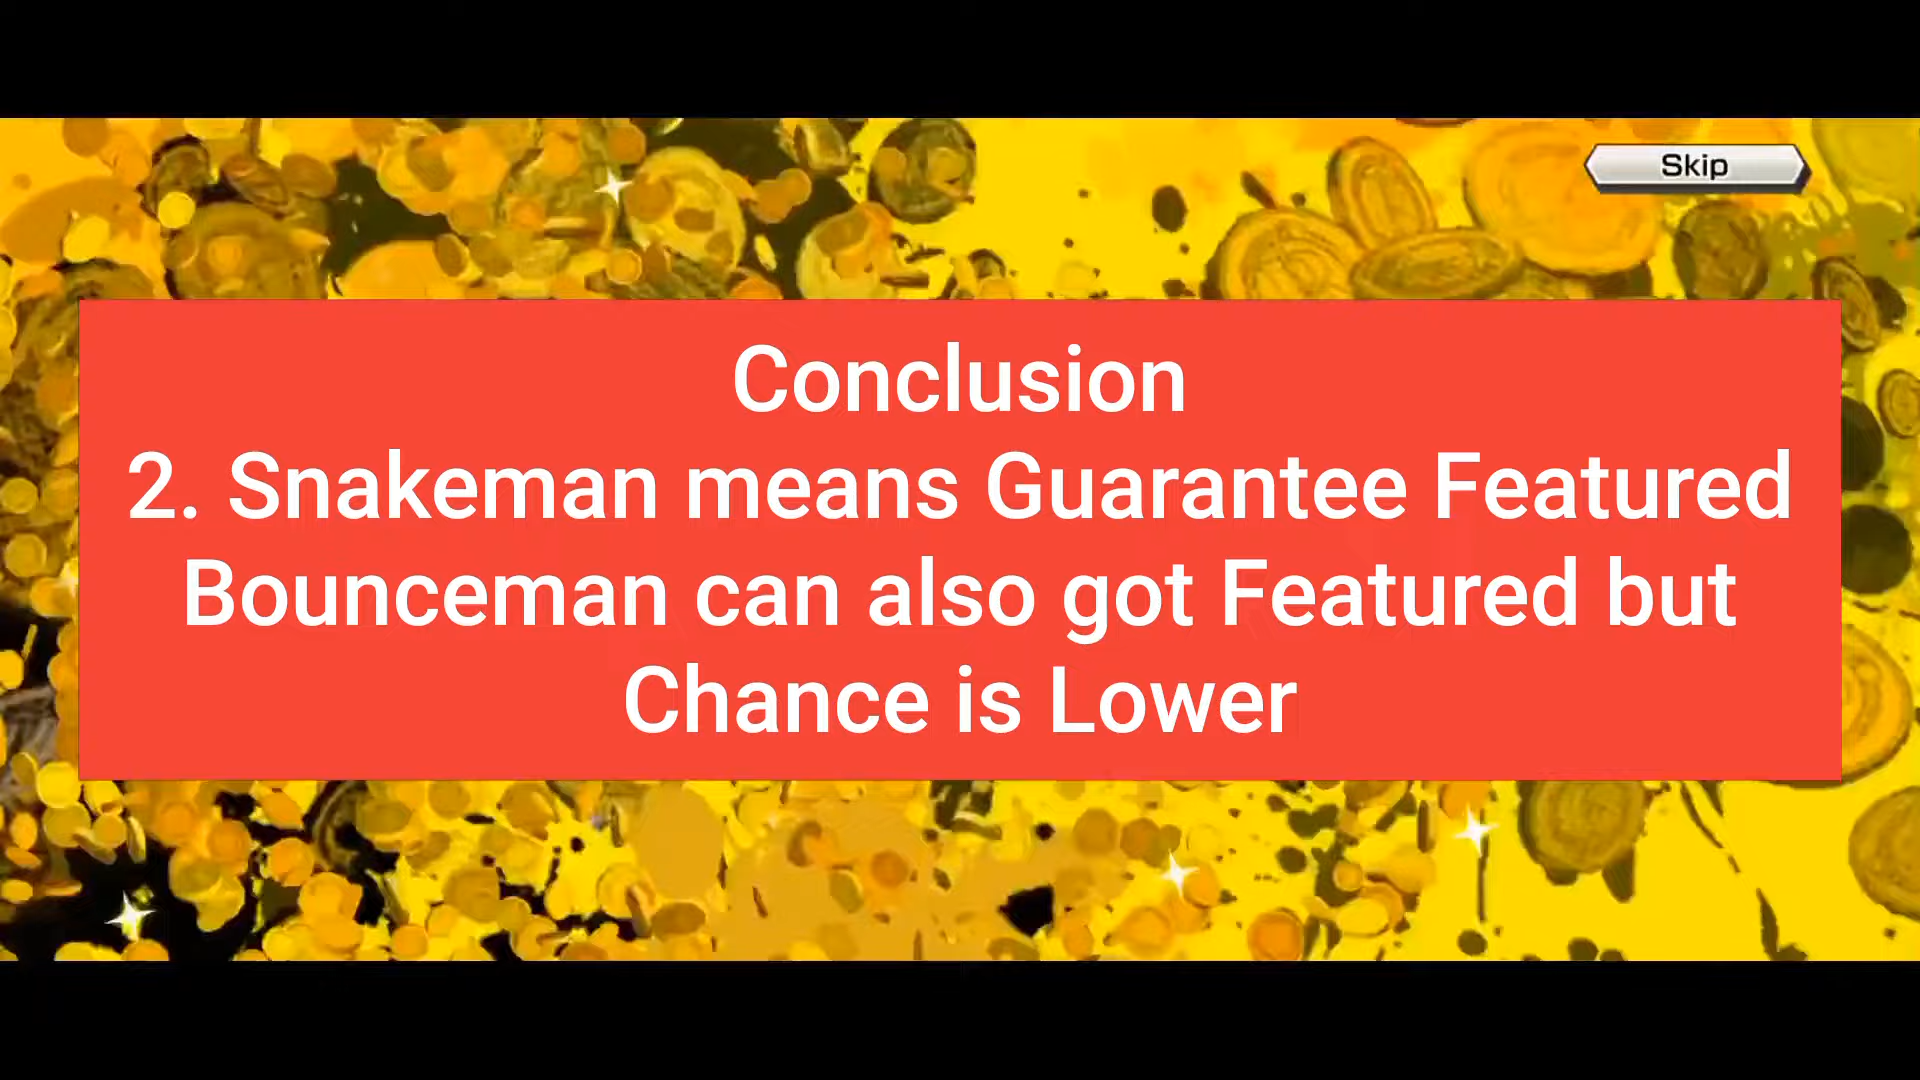 Skip
Conclusion
2. Snakeman means Guarantee Featured
Bounceman can also got Featured but
Chance is Lower